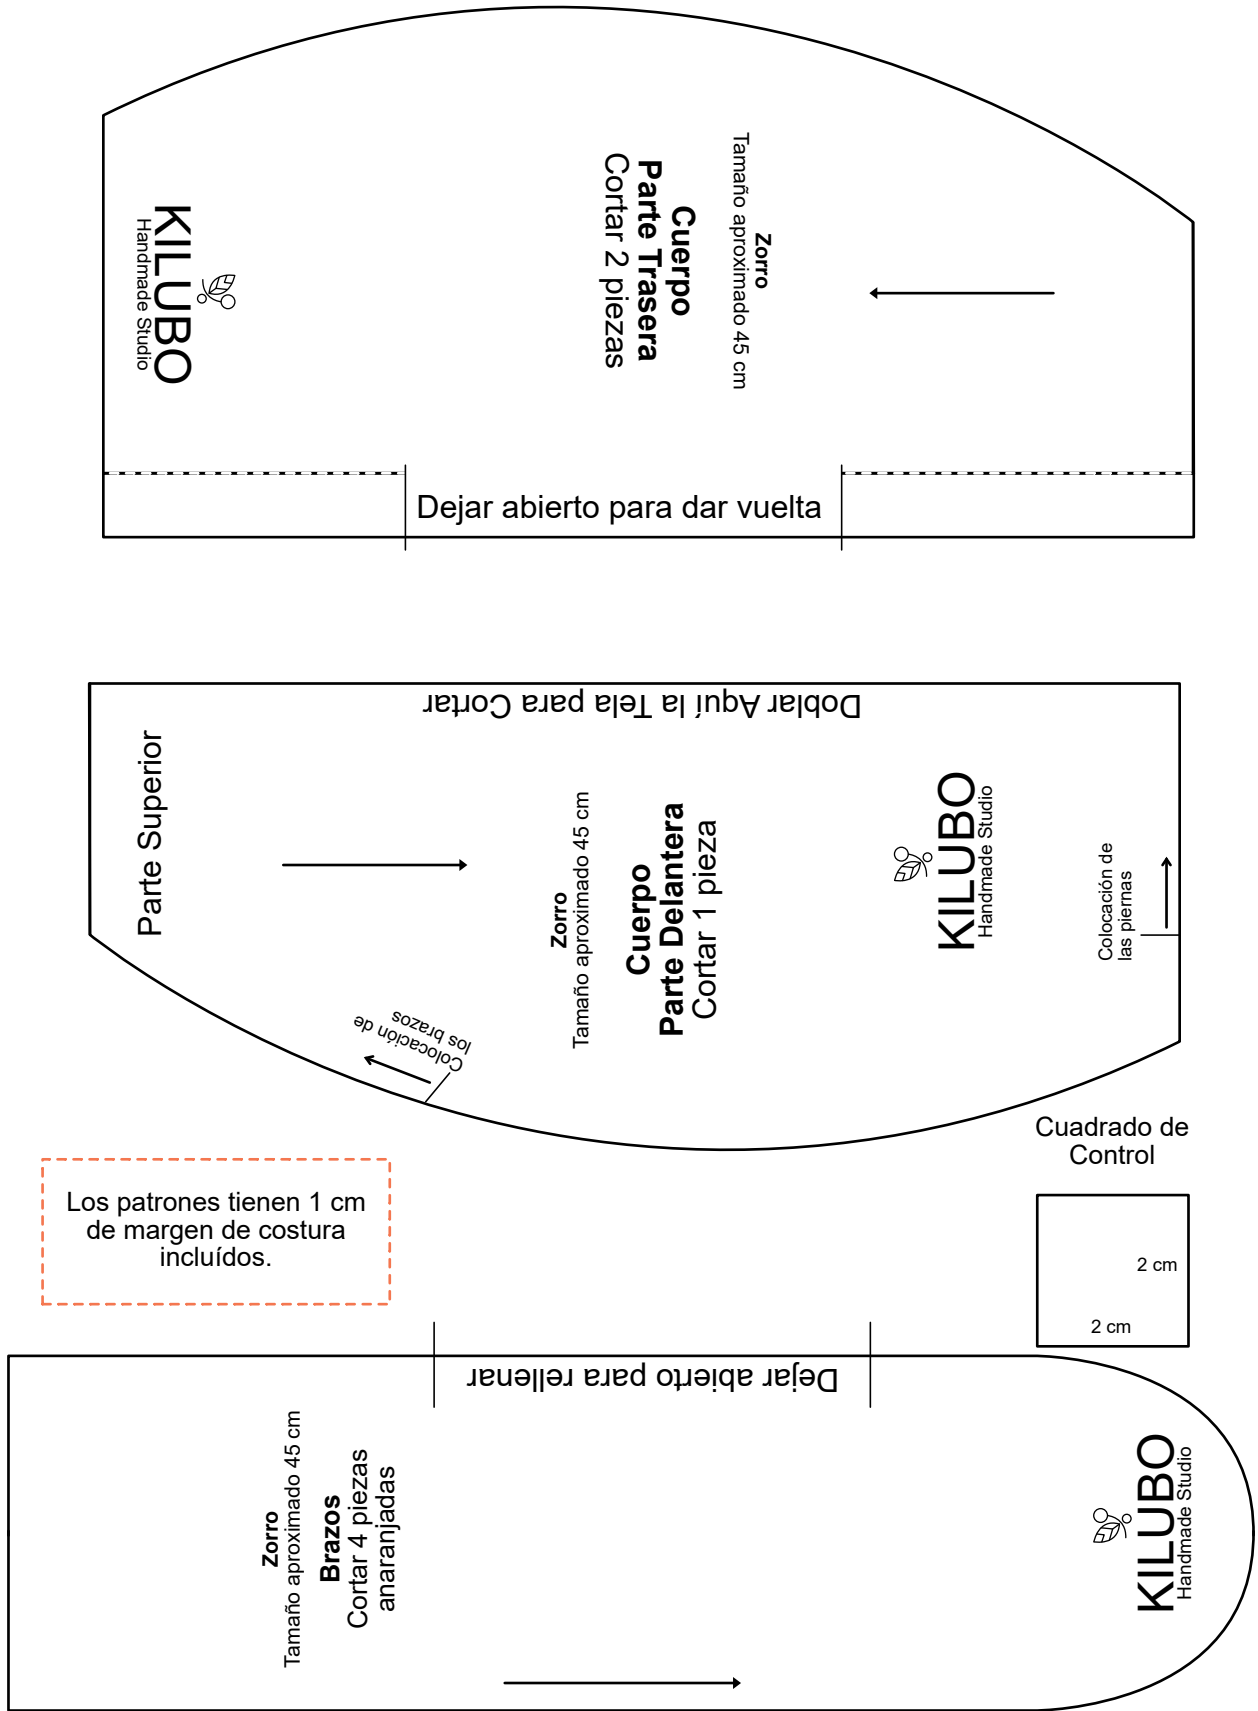 Zorro
Tamaño aproximado 45 cm
Cuerpo
Parte Trasera
Cortar 2 piezas
KILUBO
Handmade Studio
Dejar abierto para dar vuelta
Doblar Aquí la Tela para Cortar
Parte Superior
Zorro
Tamaño aproximado 45 cm
Cuerpo
Parte Delantera
Cortar 1 pieza
KILUBO
Handmade Studio
Colocación de
las piernas
Colocación de
los brazos
Cuadrado de
Control
2 cm
2 cm
Los patrones tienen 1 cm
de margen de costura
incluídos.
Dejar abierto para rellenar
Zorro
Tamaño aproximado 45 cm
Brazos
Cortar 4 piezas
anaranjadas
KILUBO
Handmade Studio